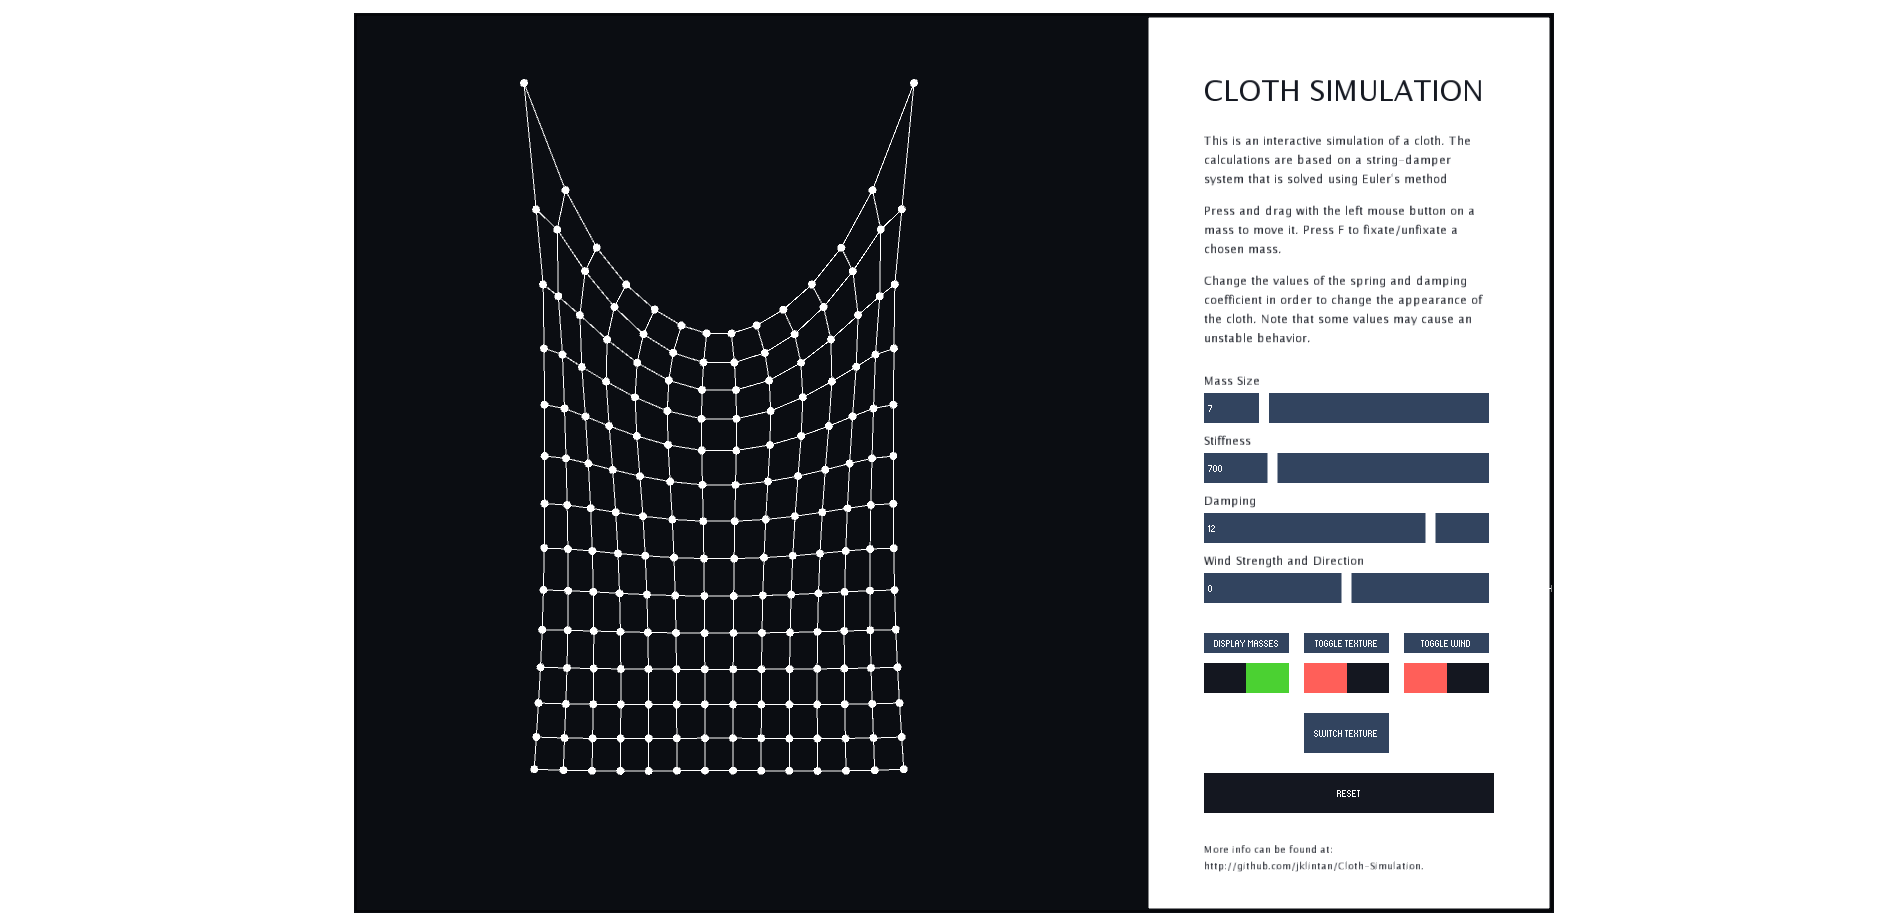 CLOTH SIMULATION
This is an interactive simulation of a cloth. The
calculations are based on a string-damper
system that is solved using Euler's method
Press and drag with the left mouse button on a
mass to move it. Press F to fixate/unfixate a
chosen mass.
Change the values of the spring and damping
coefficient in order to change the appearance of
the cloth. Note that some values may cause an
unstable behavior.
Mass Size
7
Stiffness
700
Damping
12
Wind Strength and Direction
0
DISPLAY MASSES TOGGLE TEXTURE TOGGLE WIND
SWITCH TEXTURE
RESET
More info can be found at:
http://github.com/jklintan/Cloth-Simulation.